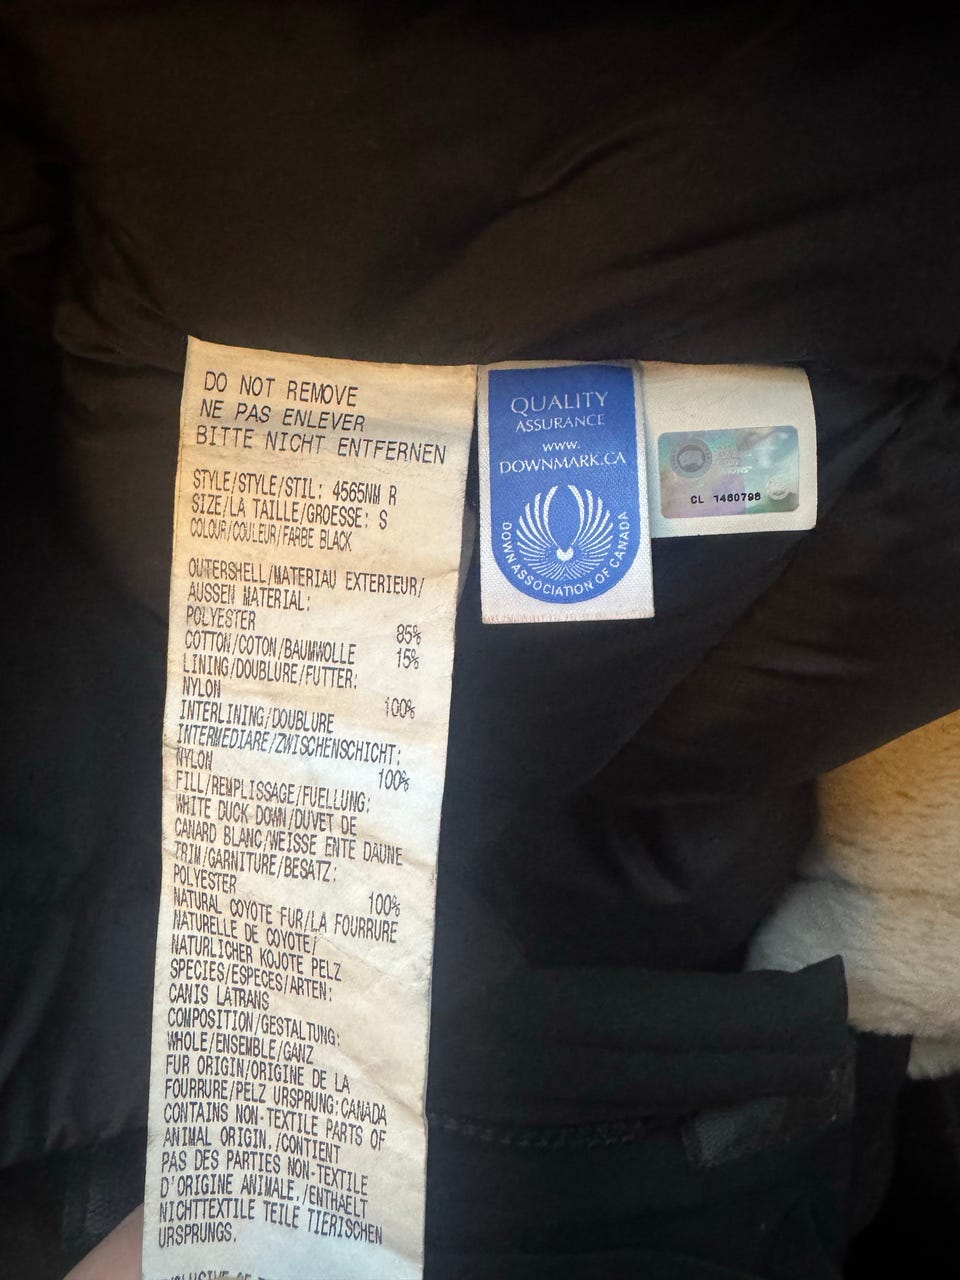 DO NOT REMOVE
NE PAS ENLEVER
BITTE NICHT ENTFERNEN
STYLE/STYLE/STIL: 4565NM R
SIZE/LA TAILLE/GROESSE: S
COLOUR/COULEUR/FARBE BLACK
OUTERSHELL/MATERIAU EXTERIEUR/
AUSSEN MATERIAL:
POLYESTER 85%
COTTON/COTON/BAUMWOLLE 15%
LINING/DOUBLURE/FUTTER:
NYLON 100%
INTERLINING/DOUBLURE
INTERMEDIARE/ZWISCHENSCHICHT:
NYLON 100%
FILL/REMPLISSAGE/FUELLUNG:
WHITE DUCK DOWN/DUVET DE
CANARD BLANC/WEISSE ENTE DAUNE
TRIM/GARNITURE/BESATZ:
POLYESTER 100%
NATURAL COYOTE FUR/LA FOURRURE
NATURELLE DE COYOTE/
NATURLICHER KOJOTE PELZ
SPECIES/ESPECES/ARTEN:
CANIS LATRANS
COMPOSITION/GESTALTUNG:
WHOLE/ENSEMBLE/GANZ
FUR ORIGIN/ORIGINE DE LA
FOURRURE/PELZ URSPRUNG:CANADA
CONTAINS NON-TEXTILE PARTS OF
ANIMAL ORIGIN./CONTIENT
PAS DES PARTIES NON-TEXTILE
D'ORIGINE ANIMALE./ENTHAELT
NICHTTEXTILE TEILE TIERISCHEN
URSPRUNGS.
QUALITY
ASSURANCE
www.
DOWNMARK.CA
DOWN ASSOCIATION OF CANADA
CL 1460798